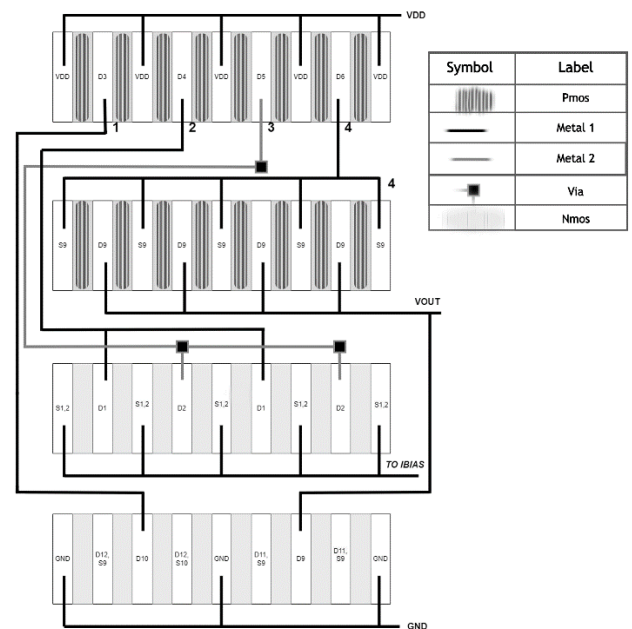 VDD
VDD D3 VDD D4 VDD D5 VDD D6 VDD
1 2 3 4
4
S9 D9 S9 D9 S9 D9 S9 D9 S9
VOUT
S1,2 D1 S1,2 D2 S1,2 D1 S1,2 D2 S1,2
TO IBIAS
GND D12, S9 D10 D12, S10 GND D11, S9 D9 D11, S9 GND
GND
Symbol Label
Pmos
Metal 1
Metal 2
Via
Nmos